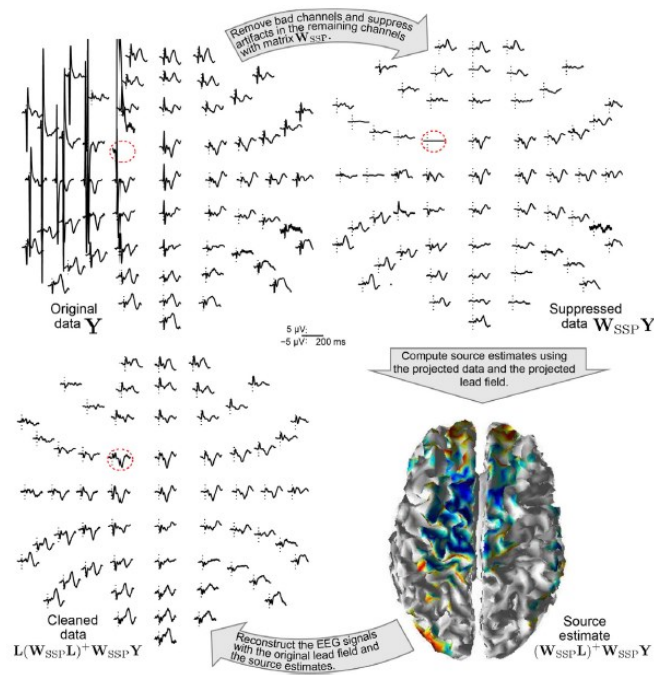 Remove bad channels and suppress
artifacts in the remaining channels
with matrix W_SSP.
Original
data Y
Suppressed
data W_SSP Y
5 µV
−5 µV
200 ms
Compute source estimates using
the projected data and the projected
lead field.
Cleaned
data
L(W_SSP L)⁺ W_SSP Y
Source
estimate
(W_SSP L)⁺ W_SSP Y
Reconstruct the EEG signals
with the original lead field and
the source estimates.